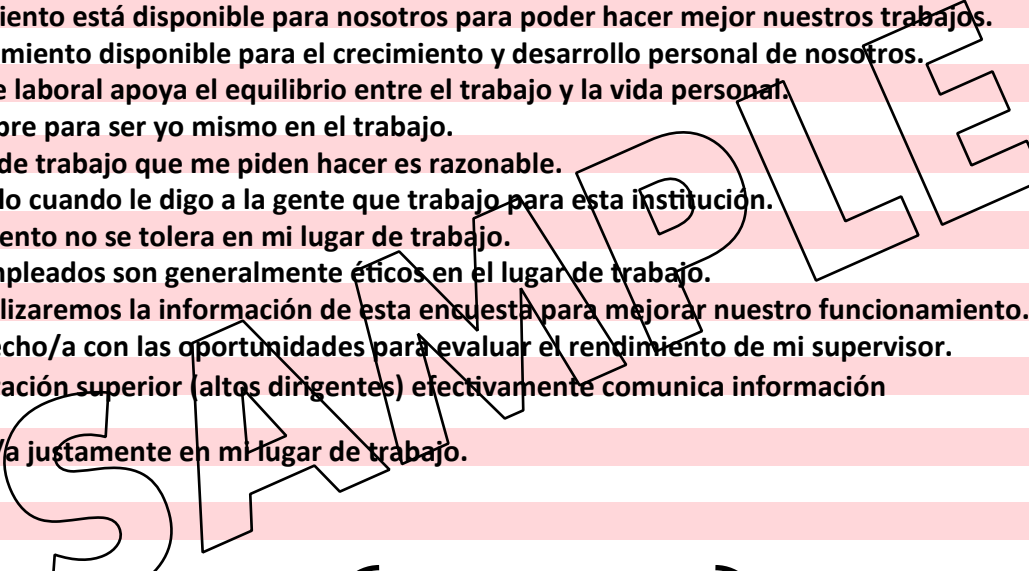 iento está disponible para nosotros para poder hacer mejor nuestros trabajos.
miento disponible para el crecimiento y desarrollo personal de nosotros.
e laboral apoya el equilibrio entre el trabajo y la vida personal.
bre para ser yo mismo en el trabajo.
de trabajo que me piden hacer es razonable.
lo cuando le digo a la gente que trabajo para esta institución.
ento no se tolera en mi lugar de trabajo.
mpleados son generalmente éticos en el lugar de trabajo.
lizaremos la información de esta encuesta para mejorar nuestro funcionamiento.
echo/a con las oportunidades para evaluar el rendimiento de mi supervisor.
ación superior (altos dirigentes) efectivamente comunica información
/a justamente en mi lugar de trabajo.
SAMPLE